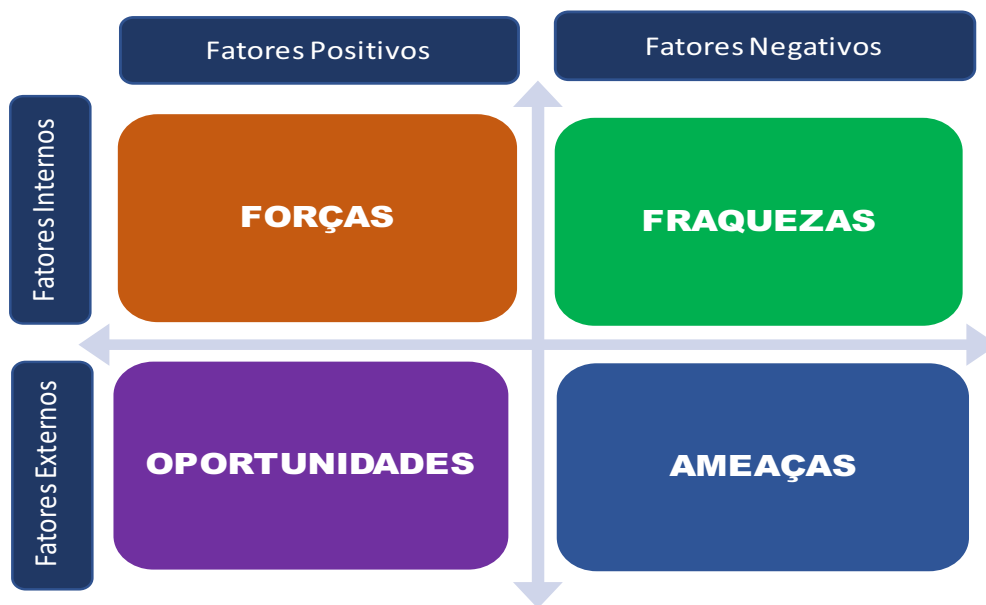 Fatores Positivos
Fatores Negativos
Fatores Internos
FORÇAS
FRAQUEZAS
Fatores Externos
OPORTUNIDADES
AMEAÇAS